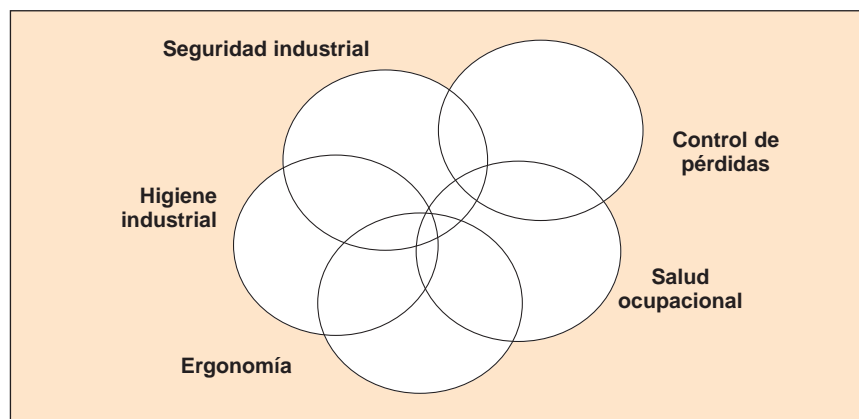 Seguridad industrial
Control de
pérdidas
Higiene
industrial
Salud
ocupacional
Ergonomía